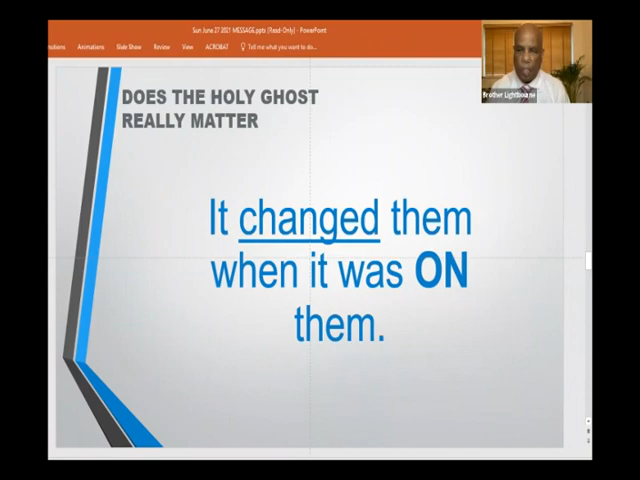 Sun June 27 2021 MESSAGE.pptx [Read-Only] - PowerPoint
Animations Slide Show Review View ACROBAT Tell me what you want to do...
Brother Lightbourne
DOES THE HOLY GHOST
REALLY MATTER
It changed them
when it was ON
them.